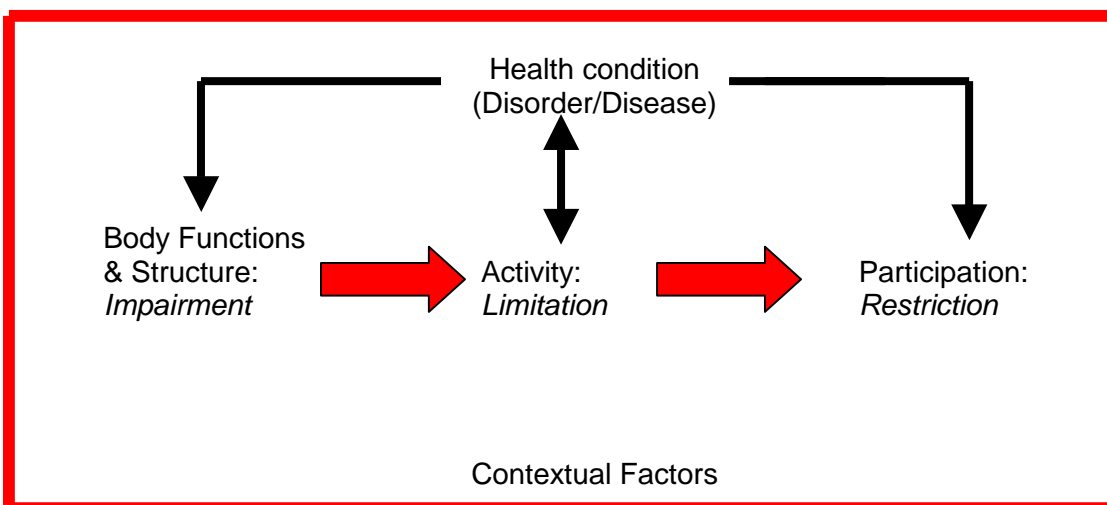 Health condition
(Disorder/Disease)
Body Functions
& Structure:
Impairment
Activity:
Limitation
Participation:
Restriction
Contextual Factors